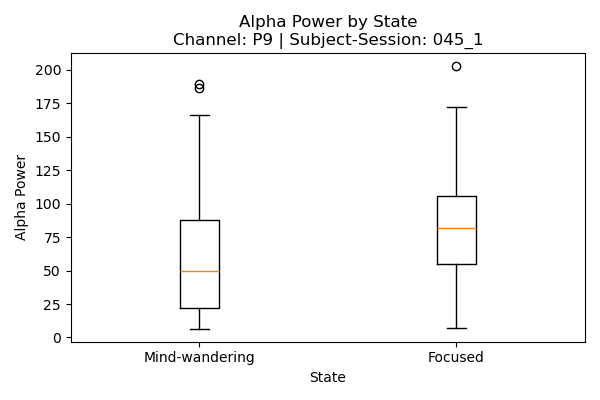 Alpha Power by State
Channel: P9 | Subject-Session: 045_1
Alpha Power
200
175
150
125
100
75
50
25
0
Mind-wandering Focused
State